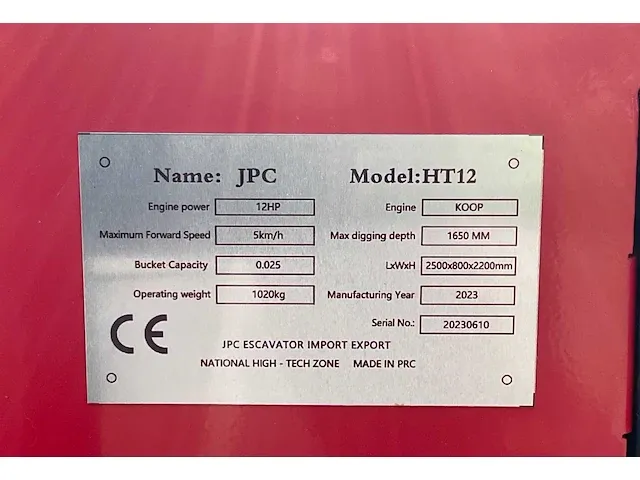 Name: JPC Model:HT12
Engine power 12HP Engine KOOP
Maximum Forward Speed 5km/h Max digging depth 1650 MM
Bucket Capacity 0.025 LxWxH 2500x800x2200mm
Operating weight 1020kg Manufacturing Year 2023
Serial No.: 20230610
CE
JPC ESCAVATOR IMPORT EXPORT
NATIONAL HIGH - TECH ZONE MADE IN PRC